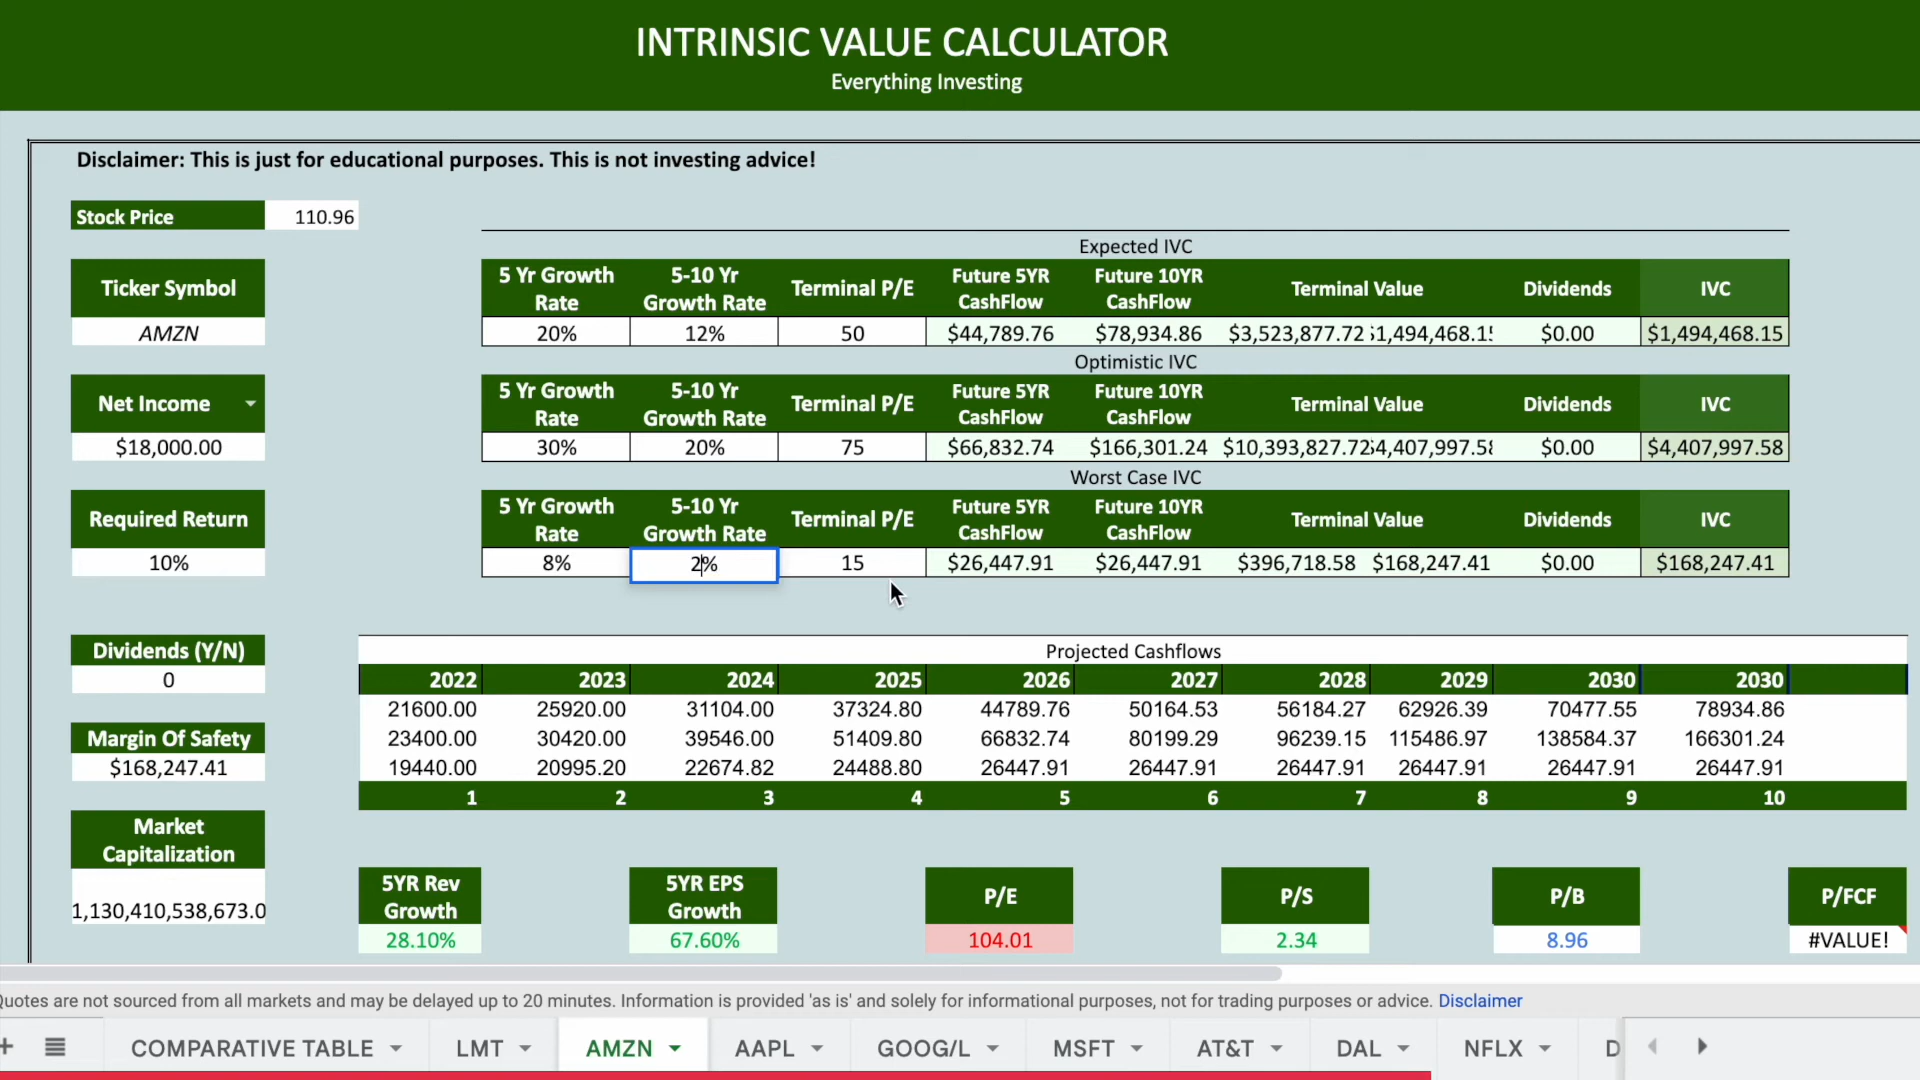 INTRINSIC VALUE CALCULATOR
Everything Investing
Disclaimer: This is just for educational purposes. This is not investing advice!
Stock Price 110.96
Expected IVC
Ticker Symbol
5 Yr Growth Rate 5-10 Yr Growth Rate Terminal P/E Future 5YR CashFlow Future 10YR CashFlow Terminal Value Dividends IVC
AMZN
20% 12% 50 $44,789.76 $78,934.86 $3,523,877.72 1,494,468.1 $0.00 $1,494,468.15
Optimistic IVC
Net Income
5 Yr Growth Rate 5-10 Yr Growth Rate Terminal P/E Future 5YR CashFlow Future 10YR CashFlow Terminal Value Dividends IVC
$18,000.00
30% 20% 75 $66,832.74 $166,301.24 $10,393,827.72 4,407,997.5 $0.00 $4,407,997.58
Worst Case IVC
Required Return
5 Yr Growth Rate 5-10 Yr Growth Rate Terminal P/E Future 5YR CashFlow Future 10YR CashFlow Terminal Value Dividends IVC
10%
8% 2% 15 $26,447.91 $26,447.91 $396,718.58 $168,247.41 $0.00 $168,247.41
Dividends (Y/N)
0
Margin Of Safety
$168,247.41
Market Capitalization
1,130,410,538,673.0
Projected Cashflows
2022 2023 2024 2025 2026 2027 2028 2029 2030 2030
21600.00 25920.00 31104.00 37324.80 44789.76 50164.53 56184.27 62926.39 70477.55 78934.86
23400.00 30420.00 39546.00 51409.80 66832.74 80199.29 96239.15 115486.97 138584.37 166301.24
19440.00 20995.20 22674.82 24488.80 26447.91 26447.91 26447.91 26447.91 26447.91 26447.91
1 2 3 4 5 6 7 8 9 10
5YR Rev Growth 5YR EPS Growth P/E P/S P/B P/FCF
28.10% 67.60% 104.01 2.34 8.96 #VALUE!
Quotes are not sourced from all markets and may be delayed up to 20 minutes. Information is provided 'as is' and solely for informational purposes, not for trading purposes or advice. Disclaimer
+ COMPARATIVE TABLE LMT AMZN AAPL GOOG/L MSFT AT&T DAL NFLX D